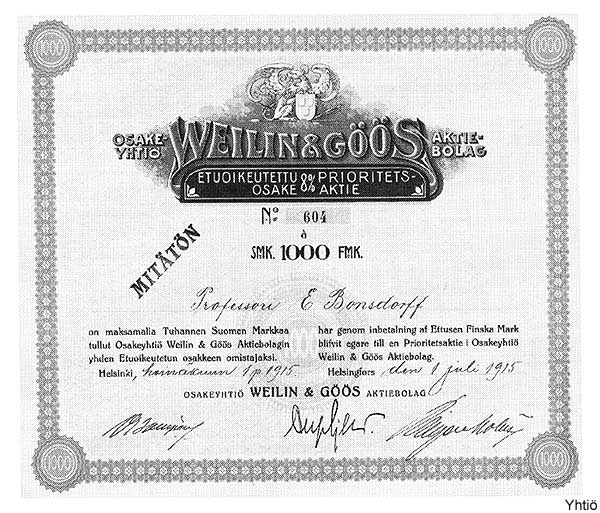 1000 1000
OSAKE- WEILIN & GÖÖS AKTIE-
YHTIÖ BOLAG
ETUOIKEUTETTU 8% PRIORITETS-
OSAKE AKTIE
No 604
à
SMK. 1000 FMK.
MITÄTÖN
Professori E Bonsdorff
on maksamalla Tuhannen Suomen Markkaa
tullut Osakeyhtiö Weilin & Göös Aktiebolagin
yhden Etuoikeutetun osakkeen omistajaksi.
Helsinki, heinäkuun 1 p. 1915.
har genom inbetalning af Ettusen Finska Mark
blifvit egare till en Prioritetsaktie i Osakeyhtiö
Weilin & Göös Aktiebolag.
Helsingfors den 1 juli 1915
OSAKEYHTIÖ WEILIN & GÖÖS AKTIEBOLAG
1000 1000
Yhtiö